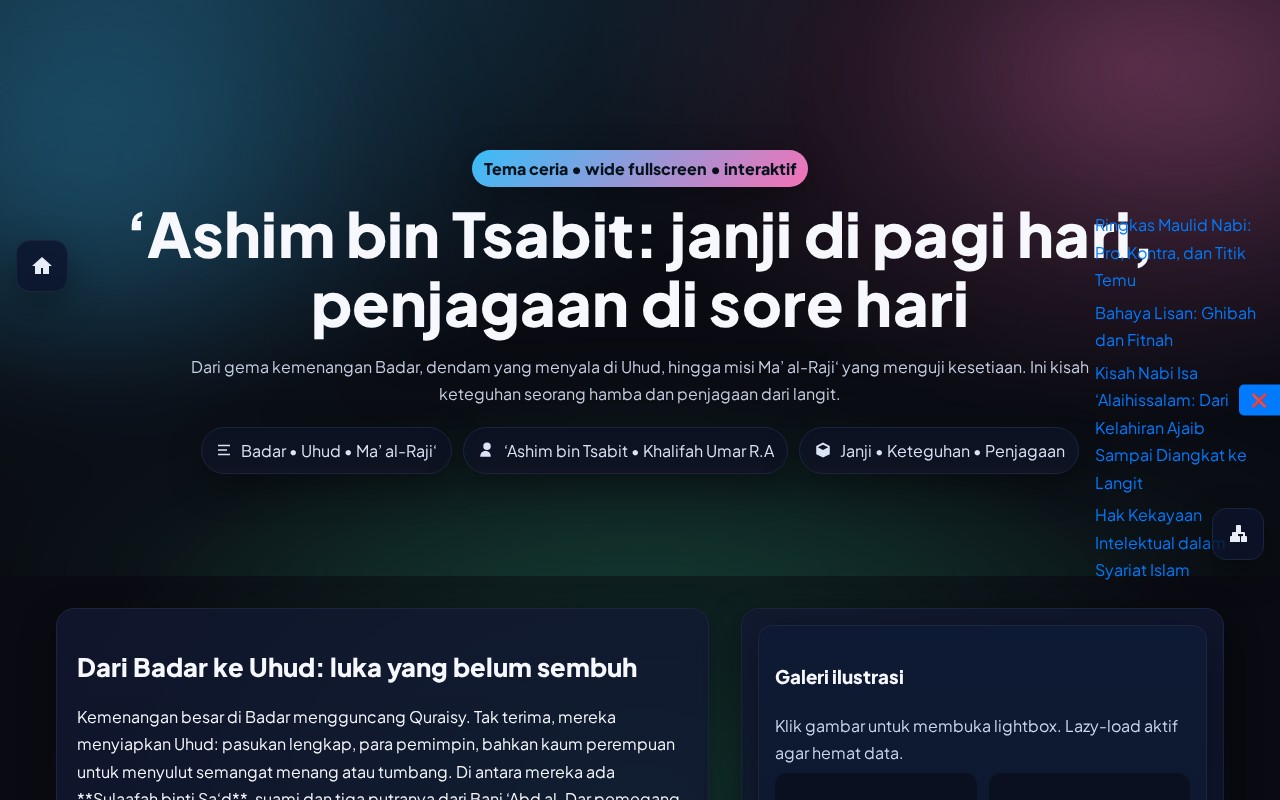 Tema ceria • wide fullscreen • interaktif
‘Ashim bin Tsabit: janji di pagi hari,
penjagaan di sore hari
Dari gema kemenangan Badar, dendam yang menyala di Uhud, hingga misi Ma’ al-Raji‘ yang menguji kesetiaan. Ini kisah
keteguhan seorang hamba dan penjagaan dari langit.
Badar • Uhud • Ma’ al-Raji‘
‘Ashim bin Tsabit • Khalifah Umar R.A
Janji • Keteguhan • Penjagaan
Ringkas Maulid Nabi:
Pro, Kontra, dan Titik
Temu
Bahaya Lisan: Ghibah
dan Fitnah
Kisah Nabi Isa
‘Alaihissalam: Dari
Kelahiran Ajaib
Sampai Diangkat ke
Langit
Hak Kekayaan
Intelektual dalam
Syariat Islam
Dari Badar ke Uhud: luka yang belum sembuh
Kemenangan besar di Badar mengguncang Quraisy. Tak terima, mereka
menyiapkan Uhud: pasukan lengkap, para pemimpin, bahkan kaum perempuan
untuk menyulut semangat menang atau tumbang. Di antara mereka ada
**Sulaafah binti Sa‘d**, suami dan tiga putranya dari Bani ‘Abd al-Dar pemegang
Galeri ilustrasi
Klik gambar untuk membuka lightbox. Lazy-load aktif
agar hemat data.